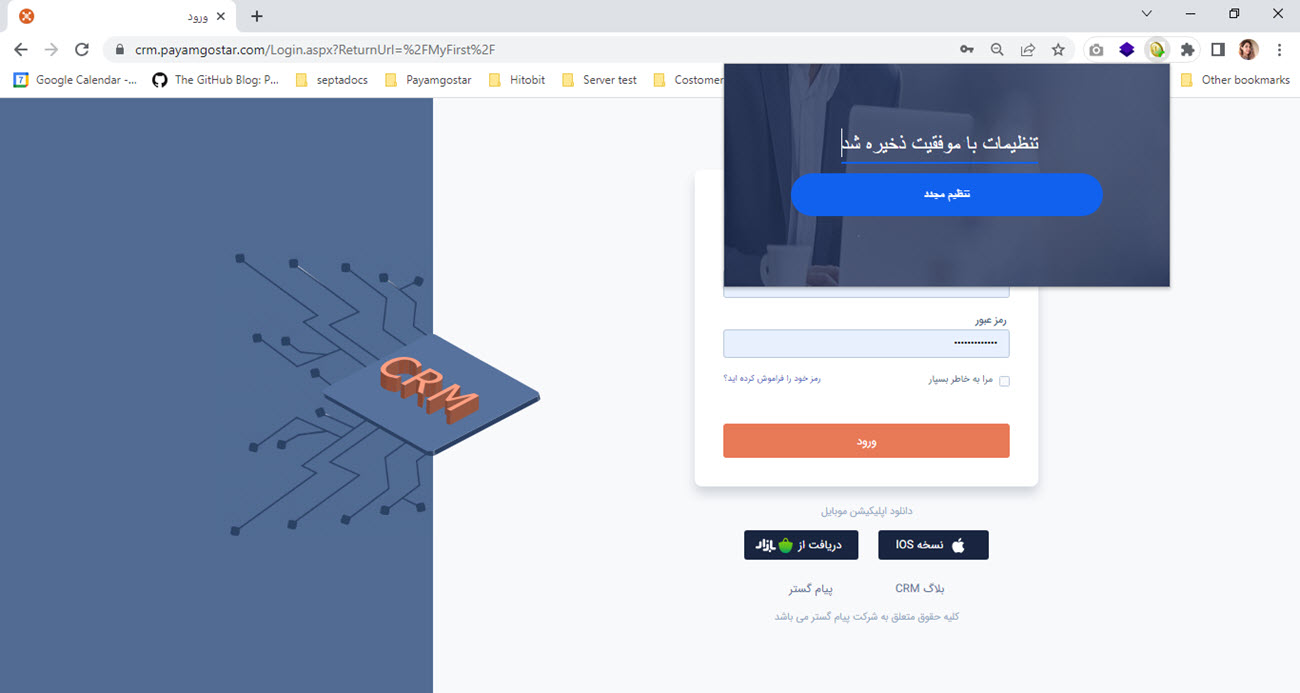 ورود
crm.payamgostar.com/Login.aspx?ReturnUrl=%2FMyFirst%2F
7 Google Calendar -... The GitHub Blog: P... septadocs Payamgostar Hitobit Server test Costomer Other bookmarks
تنظیمات با موفقیت ذخیره شد
تنظیم مجدد
CRM
رمز عبور
•••••••••••••
مرا به خاطر بسپار رمز خود را فراموش کرده اید؟
ورود
دانلود اپلیکیشن موبایل
نسخه IOS دریافت از بازار
بلاگ CRM پیام گستر
کلیه حقوق متعلق به شرکت پیام گستر می باشد